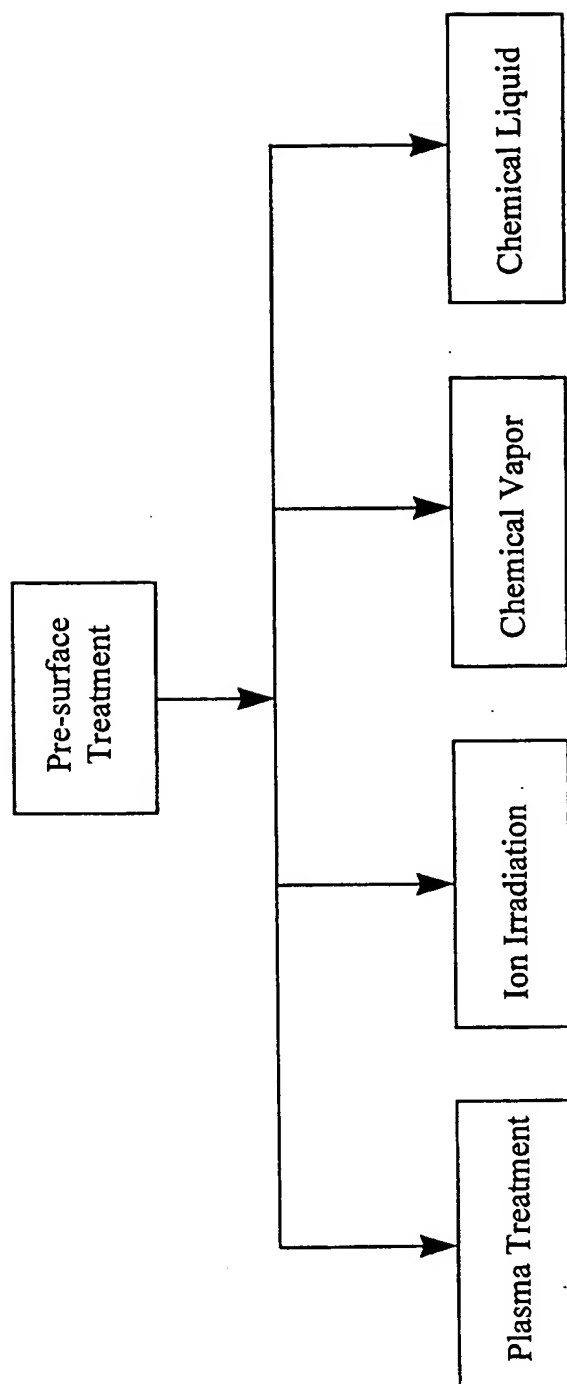 Pre-surface
Treatment
Plasma Treatment
Ion Irradiation
Chemical Vapor
Chemical Liquid